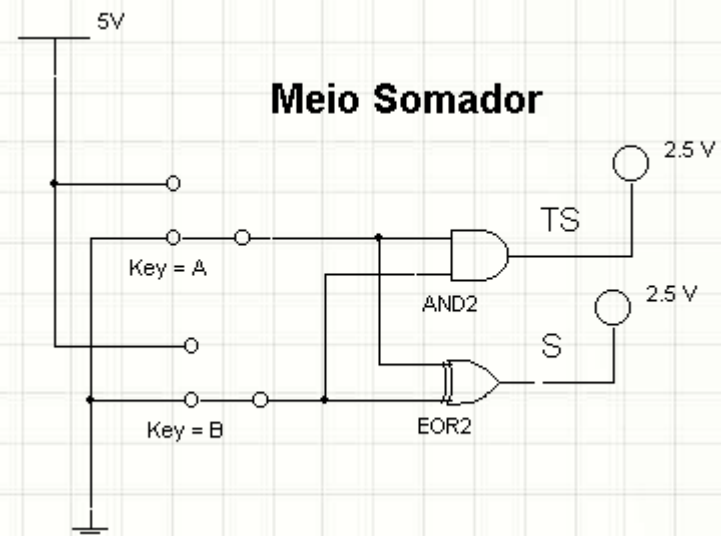 5V
Meio Somador
2.5 V
TS
Key = A
AND2
2.5 V
S
Key = B
EOR2